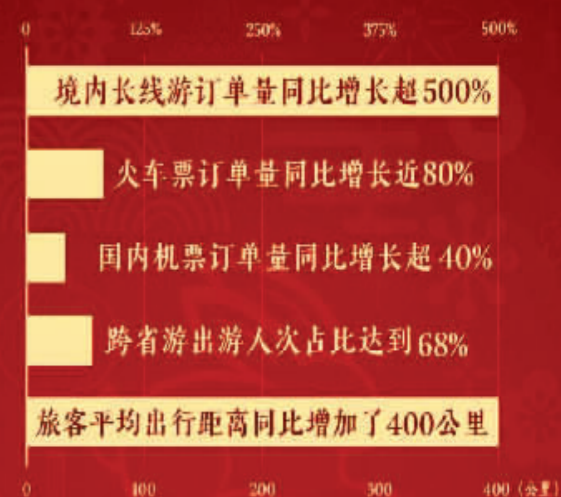 0 125% 250% 375% 500%
境内长线游订单量同比增长超500%
火车票订单量同比增长近80%
国内机票订单量同比增长超 40%
跨省游出游人次占比达到68%
旅客平均出行距离同比增加了400公里
0 100 200 300 400（公里）